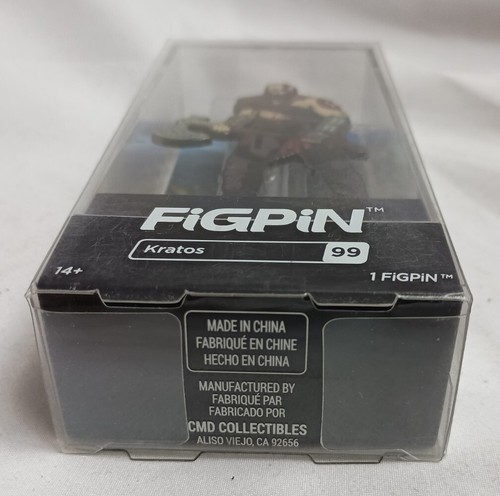 FiGPiN™
Kratos 99
14+ 1 FiGPiN™
MADE IN CHINA
FABRIQUÉ EN CHINE
HECHO EN CHINA
MANUFACTURED BY
FABRIQUÉ PAR
FABRICADO POR
CMD COLLECTIBLES
ALISO VIEJO, CA 92656